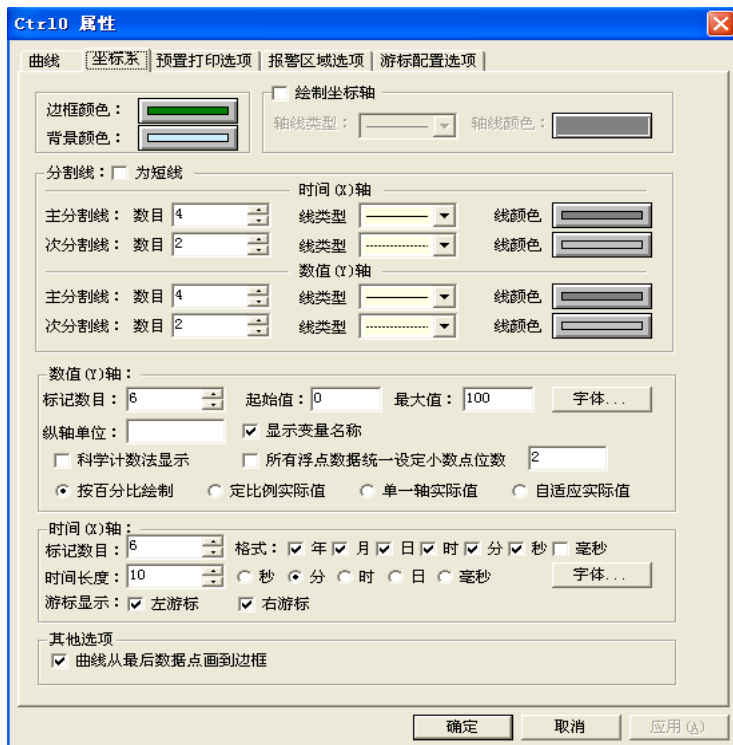 Ctrl0 属性
曲线 坐标系 预置打印选项 报警区域选项 游标配置选项
边框颜色：
背景颜色：
绘制坐标轴
轴线类型： 轴线颜色：
分割线： 为短线
时间(X)轴
主分割线： 数目 4 线类型 线颜色
次分割线： 数目 2 线类型 线颜色
数值(Y)轴
主分割线： 数目 4 线类型 线颜色
次分割线： 数目 2 线类型 线颜色
数值(Y)轴：
标记数目： 6 起始值： 0 最大值： 100 字体...
纵轴单位： 显示变量名称
科学计数法显示 所有浮点数据统一设定小数点位数 2
按百分比绘制 定比例实际值 单一轴实际值 自适应实际值
时间(X)轴：
标记数目： 6 格式： 年 月 日 时 分 秒 毫秒
时间长度： 10 秒 分 时 日 毫秒 字体...
游标显示： 左游标 右游标
其他选项
曲线从最后数据点画到边框
确定 取消 应用(A)